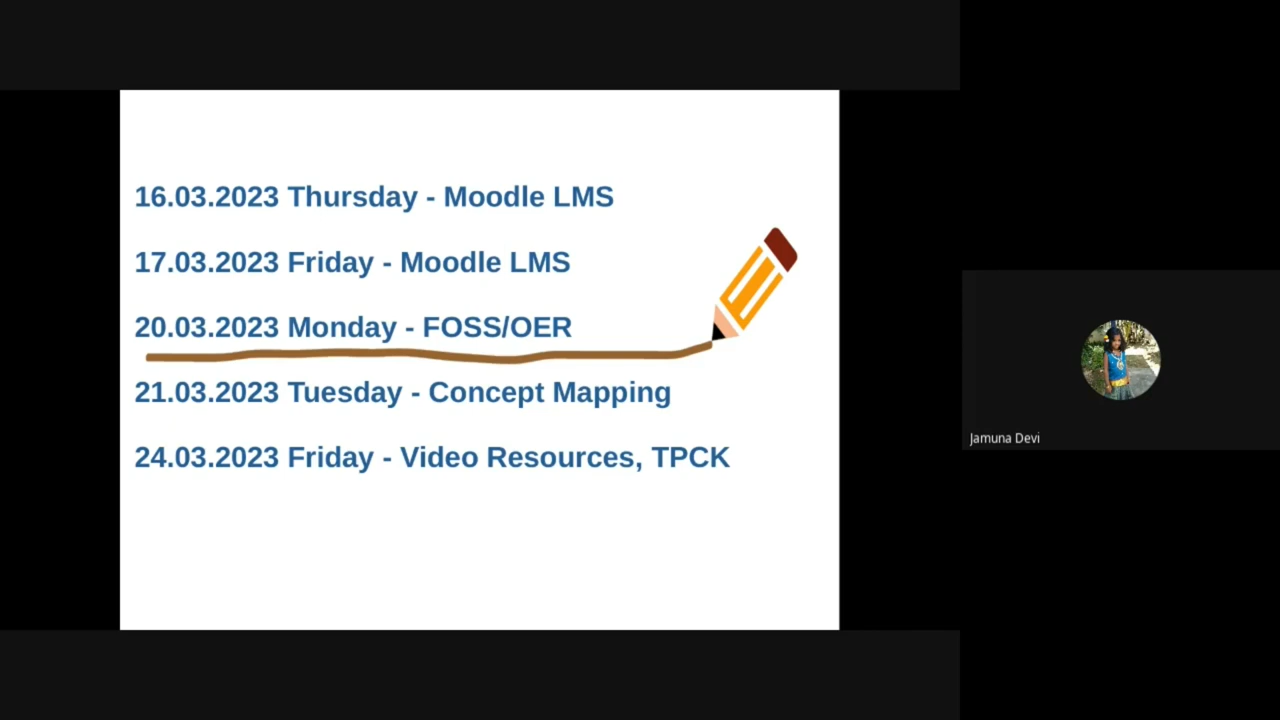 16.03.2023 Thursday - Moodle LMS
17.03.2023 Friday - Moodle LMS
20.03.2023 Monday - FOSS/OER
21.03.2023 Tuesday - Concept Mapping
24.03.2023 Friday - Video Resources, TPCK
Jamuna Devi